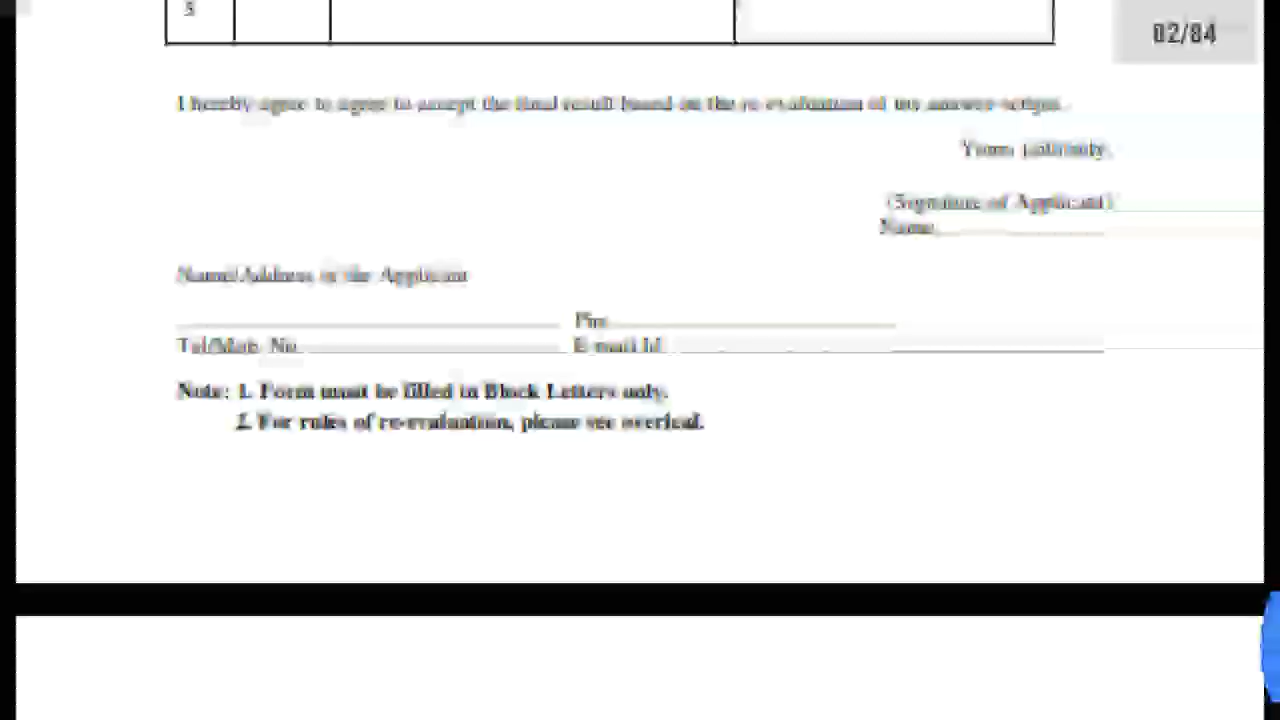 5
02/04
I hereby agree to agree to accept the final result based on the re-evaluation of my answer-scripts.
Yours faithfully,
(Signature of Applicant)
Name
Name/Address of the Applicant
Pin
Tel/Mob. No. E-mail Id
Note: 1. Form must be filled in Block Letters only.
2. For rules of re-evaluation, please see overleaf.